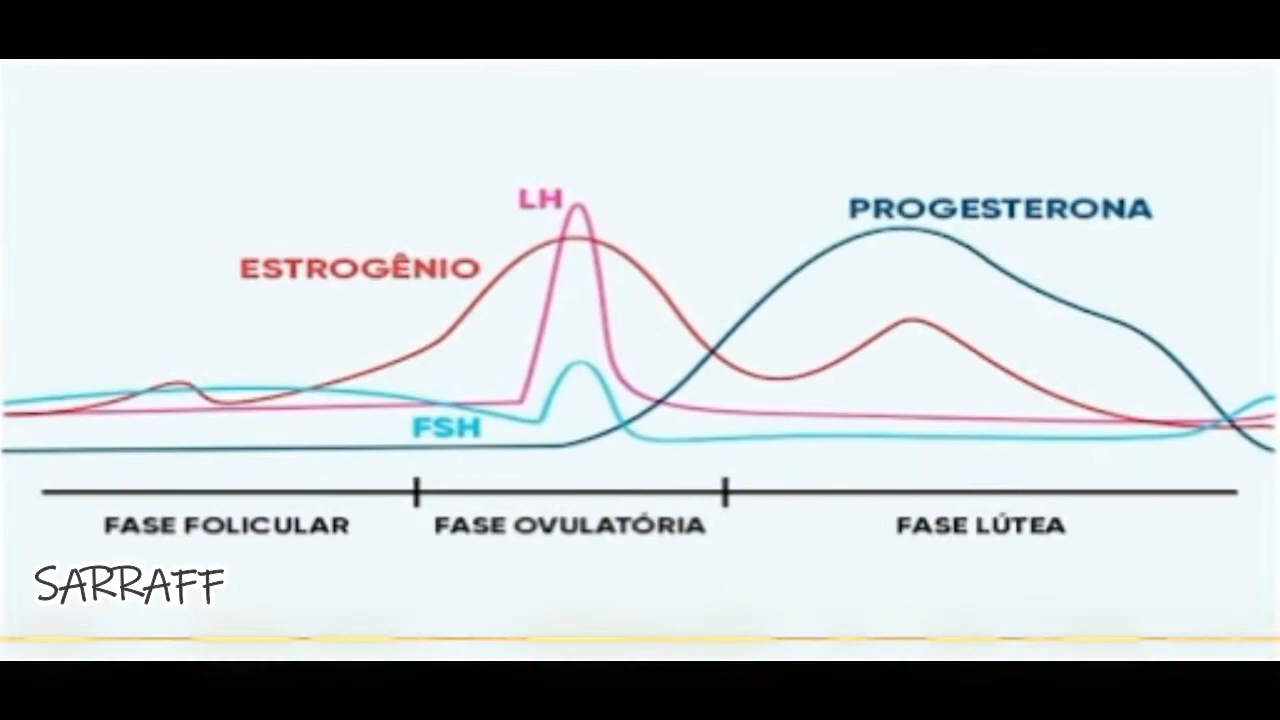 LH
PROGESTERONA
ESTROGÊNIO
FSH
FASE FOLICULAR
FASE OVULATÓRIA
FASE LÚTEA
SARRAFF